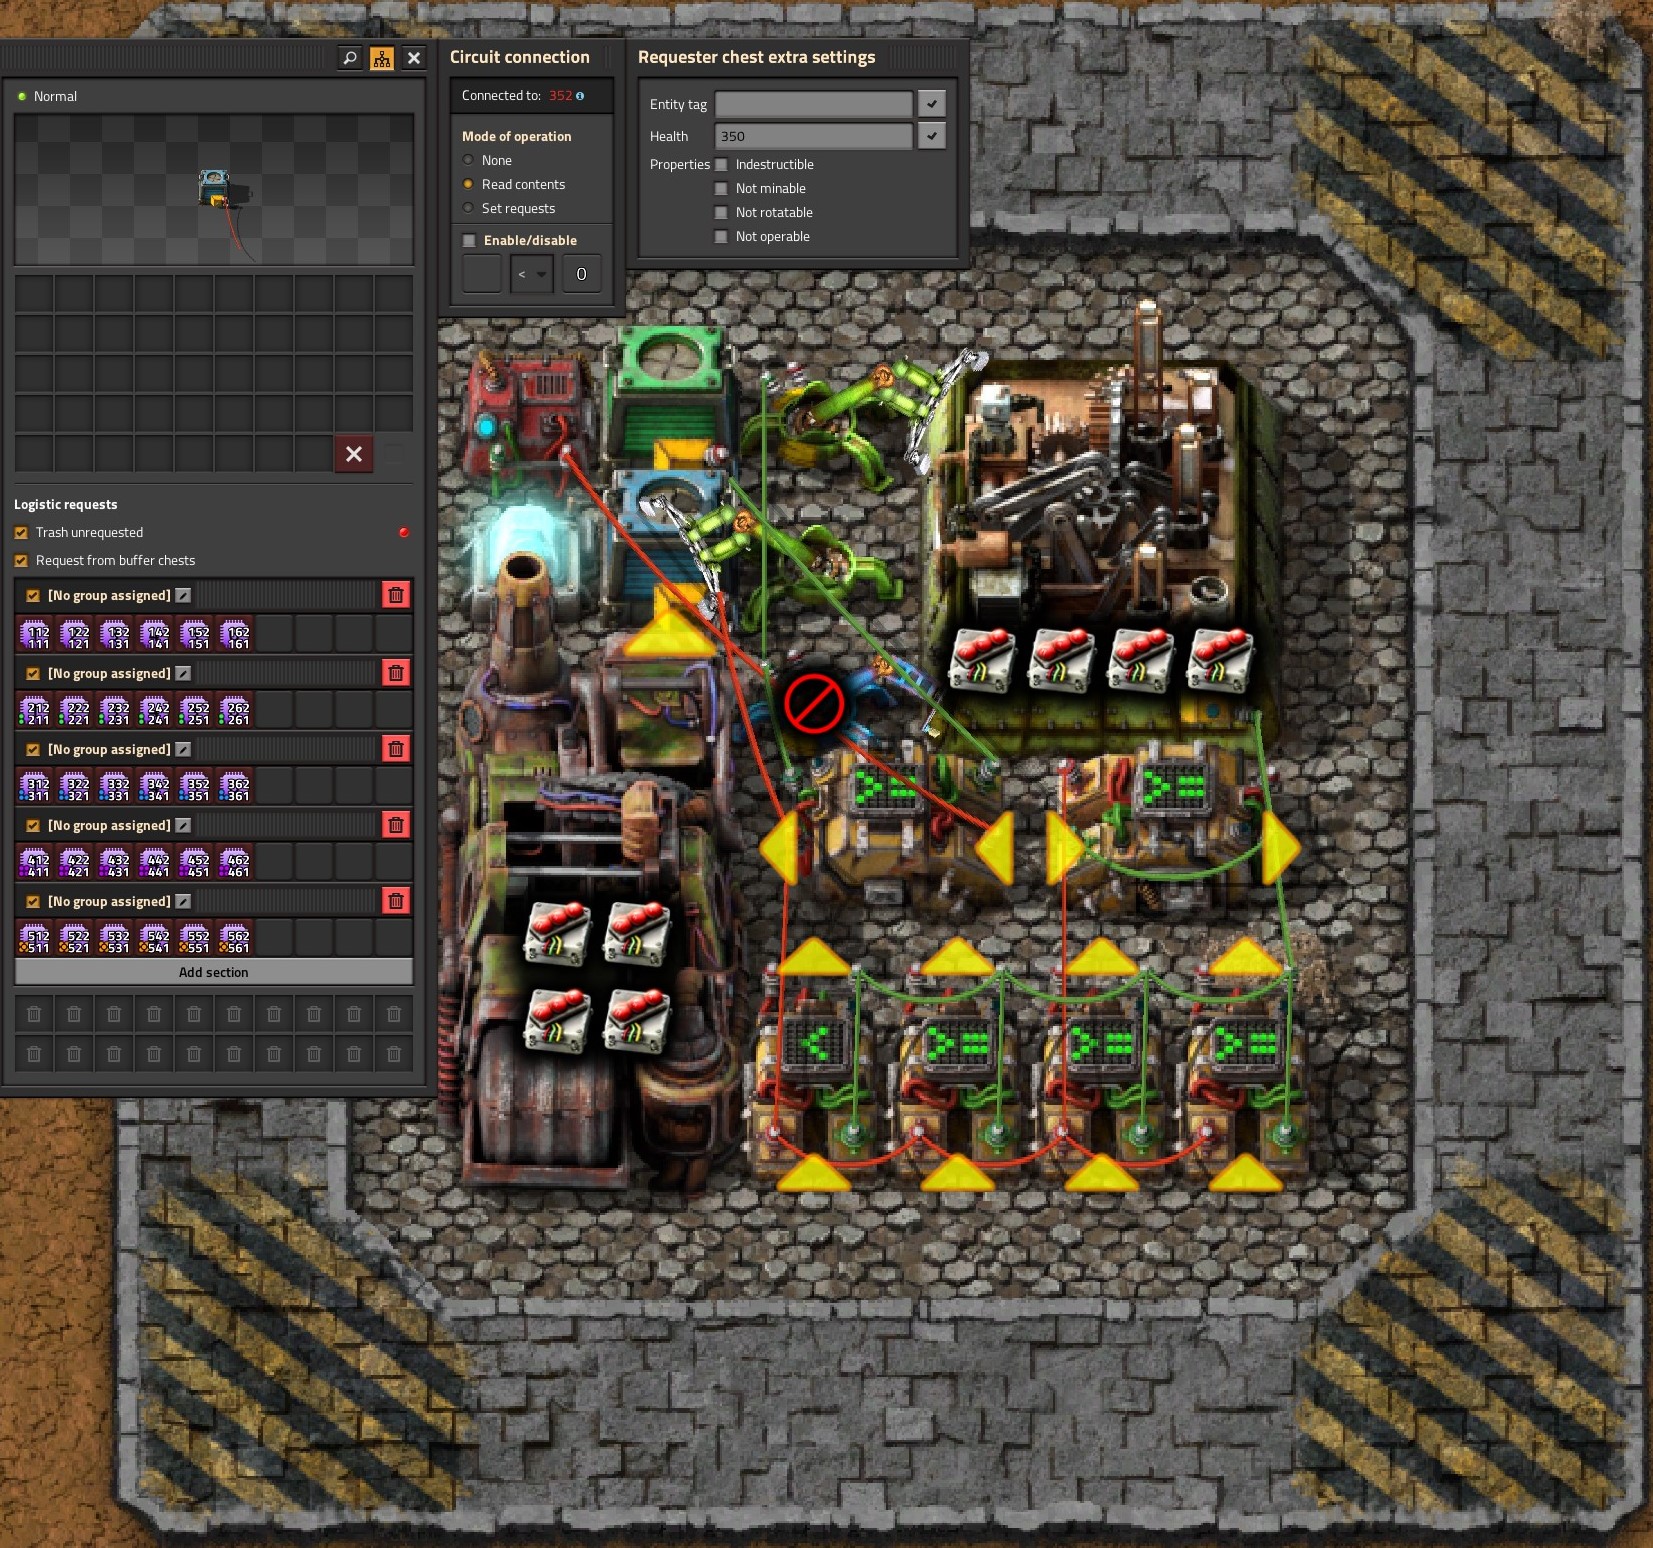 Normal
Logistic requests
Trash unrequested
Request from buffer chests
[No group assigned]
112 122 132 142 152 162
111 121 131 141 151 161
[No group assigned]
212 222 232 242 252 262
211 221 231 241 251 261
[No group assigned]
312 322 332 342 352 362
311 321 331 341 351 361
[No group assigned]
412 422 432 442 452 462
411 421 431 441 451 461
[No group assigned]
512 522 532 542 552 562
511 521 531 541 551 561
Add section
Circuit connection
Connected to: 352
Mode of operation
None
Read contents
Set requests
Enable/disable
< 0
Requester chest extra settings
Entity tag
Health 350
Properties Indestructible
Not minable
Not rotatable
Not operable
>= >=
< >= >= >=